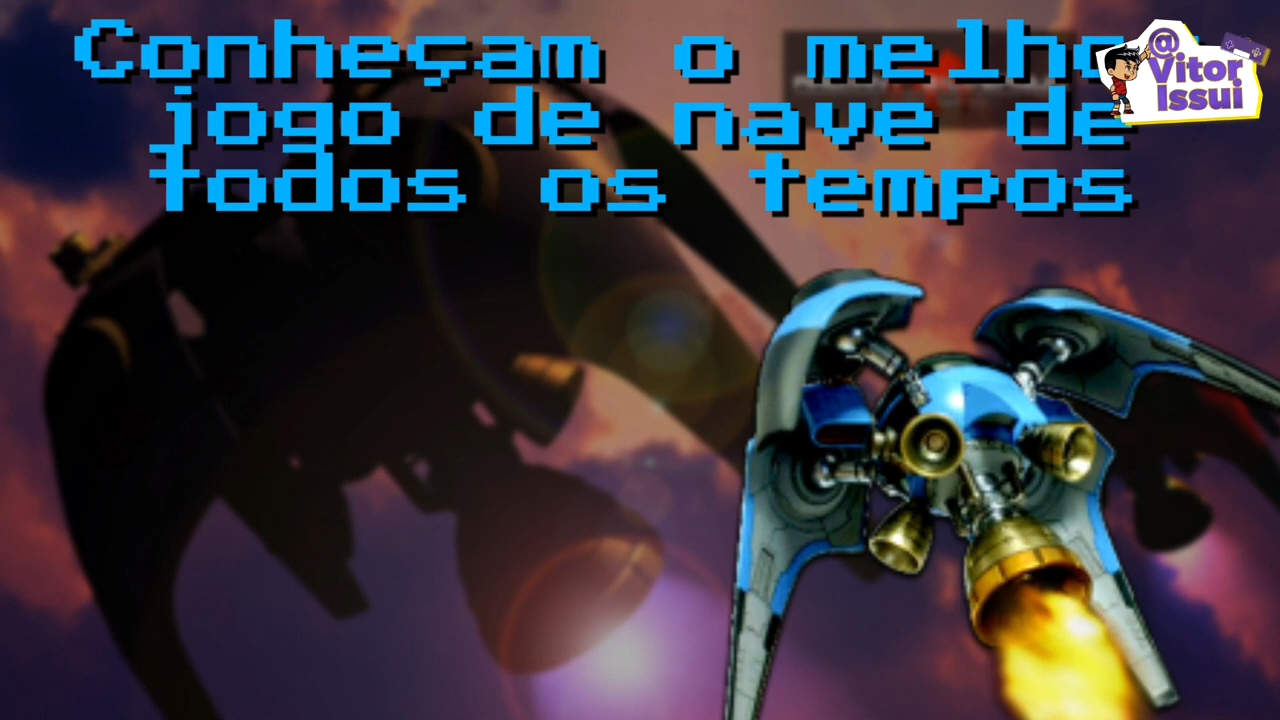 Conheçam o melho
jogo de nave de
todos os tempos
@
Vitor
Issui